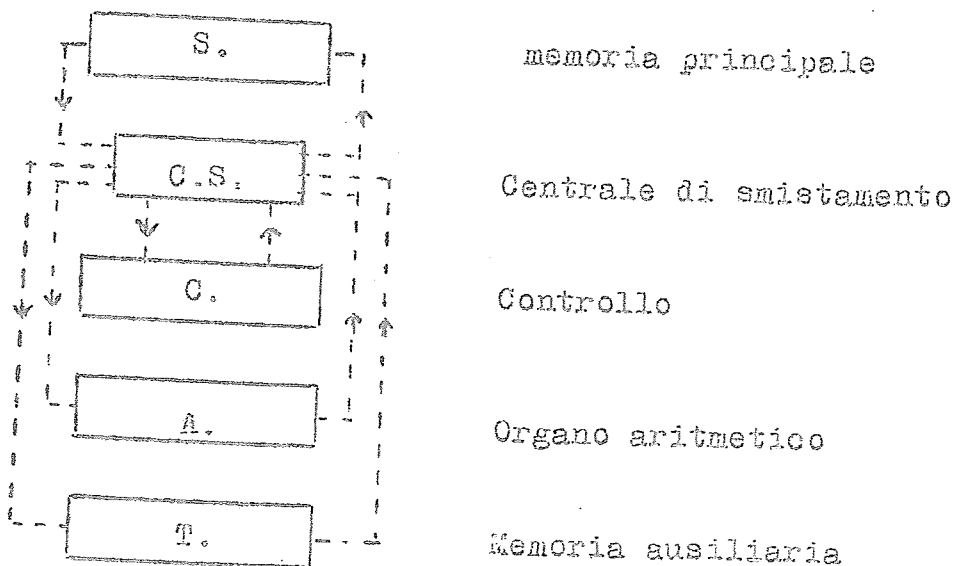 S. memoria principale
C.S. Centrale di smistamento
C. Controllo
A. Organo aritmetico
T. Memoria ausiliaria